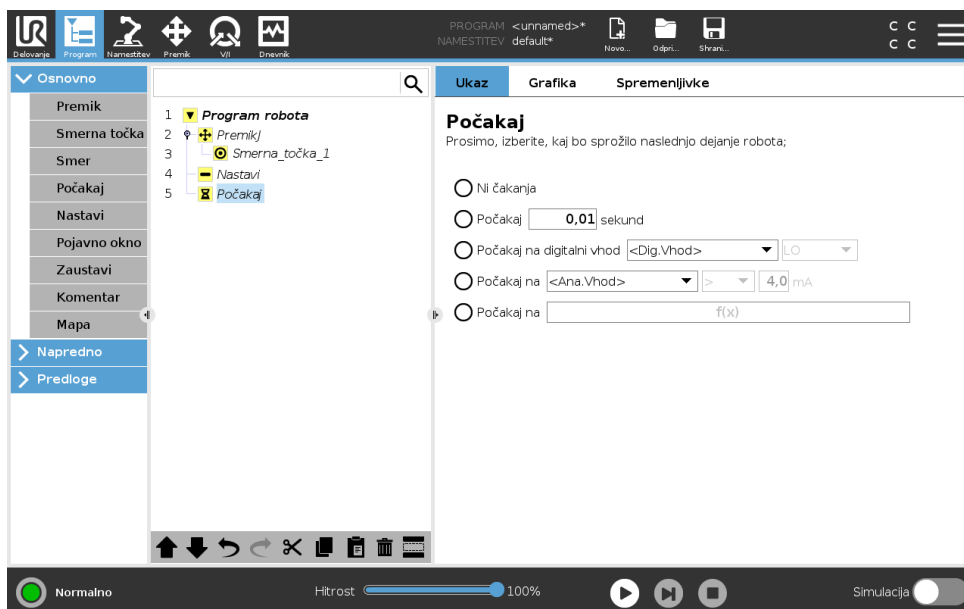 UR
PROGRAM <unnamed>*
NAMESTITEV default*
Delovanje Program Namestitev Premik V/I Dnevnik Novo... Odpri... Shrani...
C C
C C
Osnovno
Premik
Smerna točka
Smer
Počakaj
Nastavi
Pojavno okno
Zaustavi
Komentar
Mapa
Napredno
Predloge
1 Program robota
2 PremikJ
3 Smerna_točka_1
4 Nastavi
5 Počakaj
Ukaz Grafika Spremenljivke
Počakaj
Prosimo, izberite, kaj bo sprožilo naslednjo dejanje robota;
Ni čakanja
Počakaj 0,01 sekund
Počakaj na digitalni vhod <Dig.Vhod> LO
Počakaj na <Ana.Vhod> > 4,0 mA
Počakaj na f(x)
Normalno Hitrost 100% Simulacija